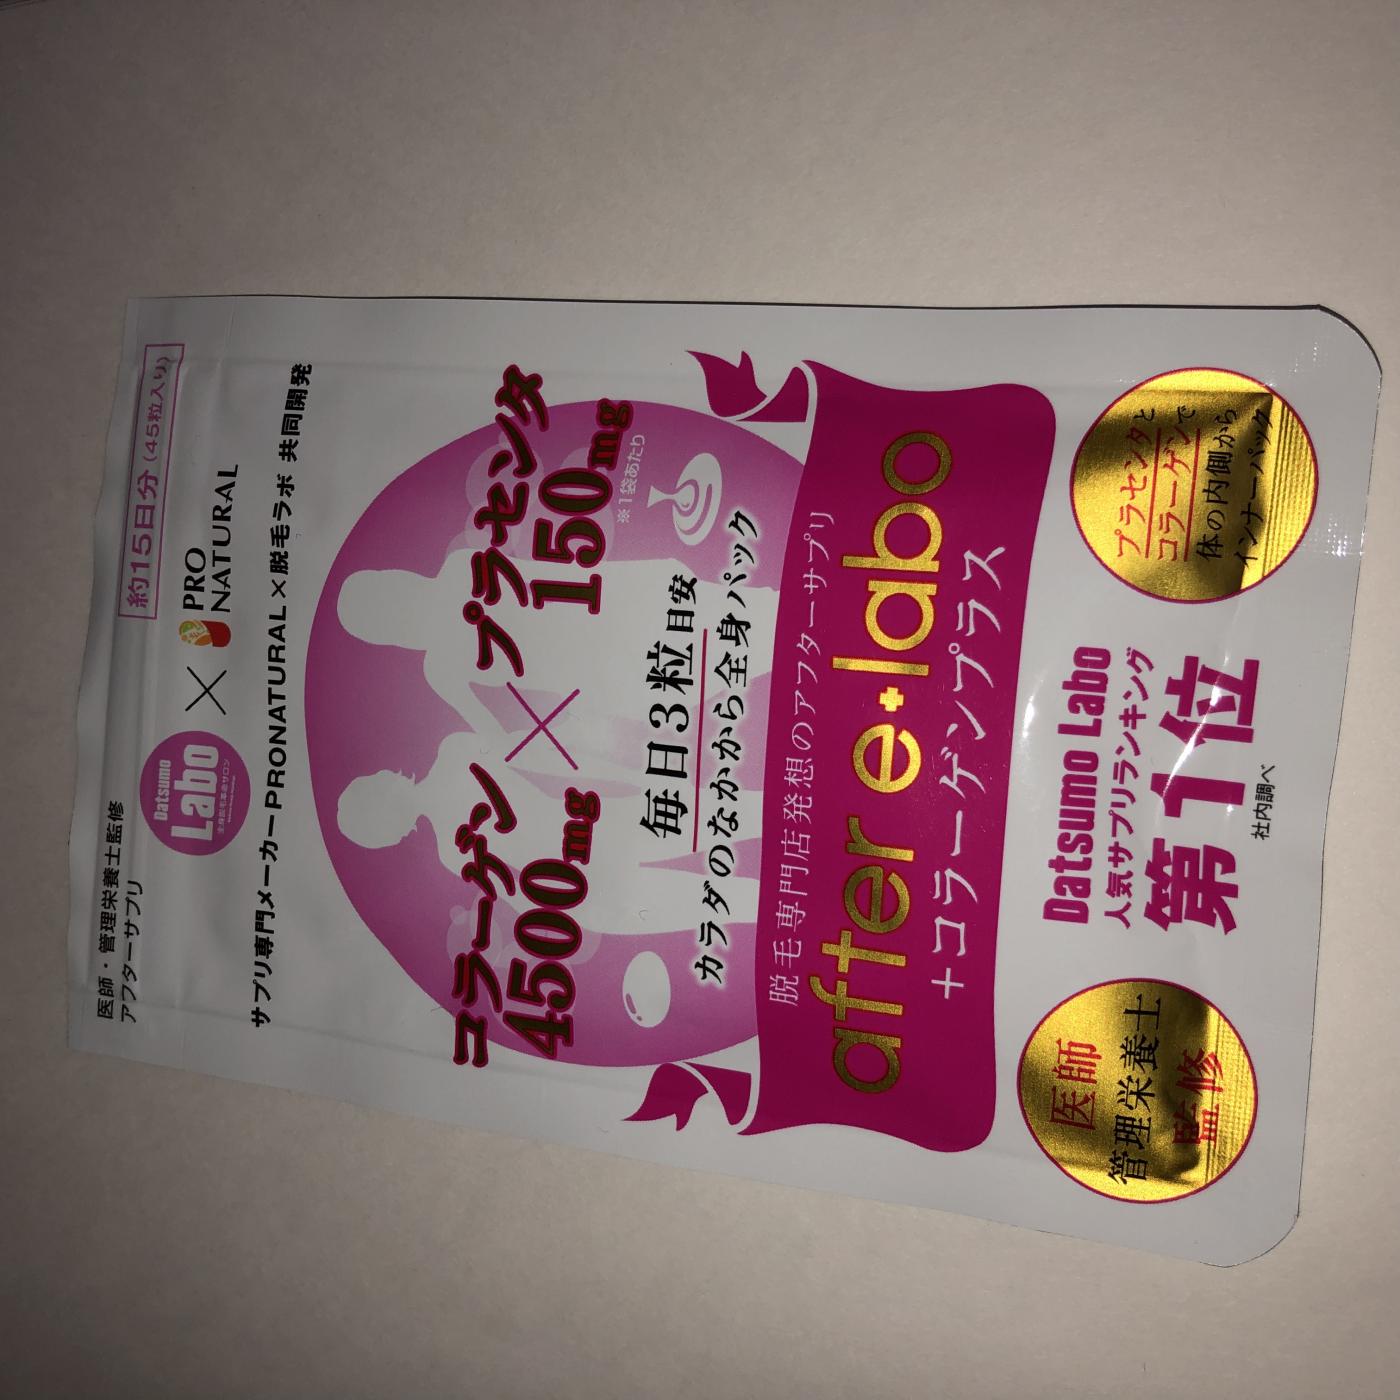 医師・管理栄養士監修
アフターサプリ
約15日分(45粒入り)
Datsumo
Labo
全身脱毛革命サロン
×
PRO
NATURAL
サプリ専門メーカーPRONATURAL×脱毛ラボ 共同開発
コラーゲン
4500mg
×
プラセンタ
150mg
※1袋あたり
毎日3粒目安
カラダのなかから全身パック
脱毛専門店発想のアフターサプリ
after e+labo
+コラーゲンプラス
医師
管理栄養士
監修
Datsumo Labo
人気サプリランキング
第1位
社内調べ
プラセンタと
コラーゲンで
体の内側から
インナーパック